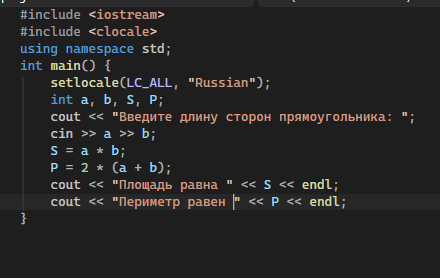 #include <iostream>
#include <clocale>
using namespace std;
int main() {
    setlocale(LC_ALL, "Russian");
    int a, b, S, P;
    cout << "Введите длину сторон прямоугольника: ";
    cin >> a >> b;
    S = a * b;
    P = 2 * (a + b);
    cout << "Площадь равна " << S << endl;
    cout << "Периметр равен " << P << endl;
}